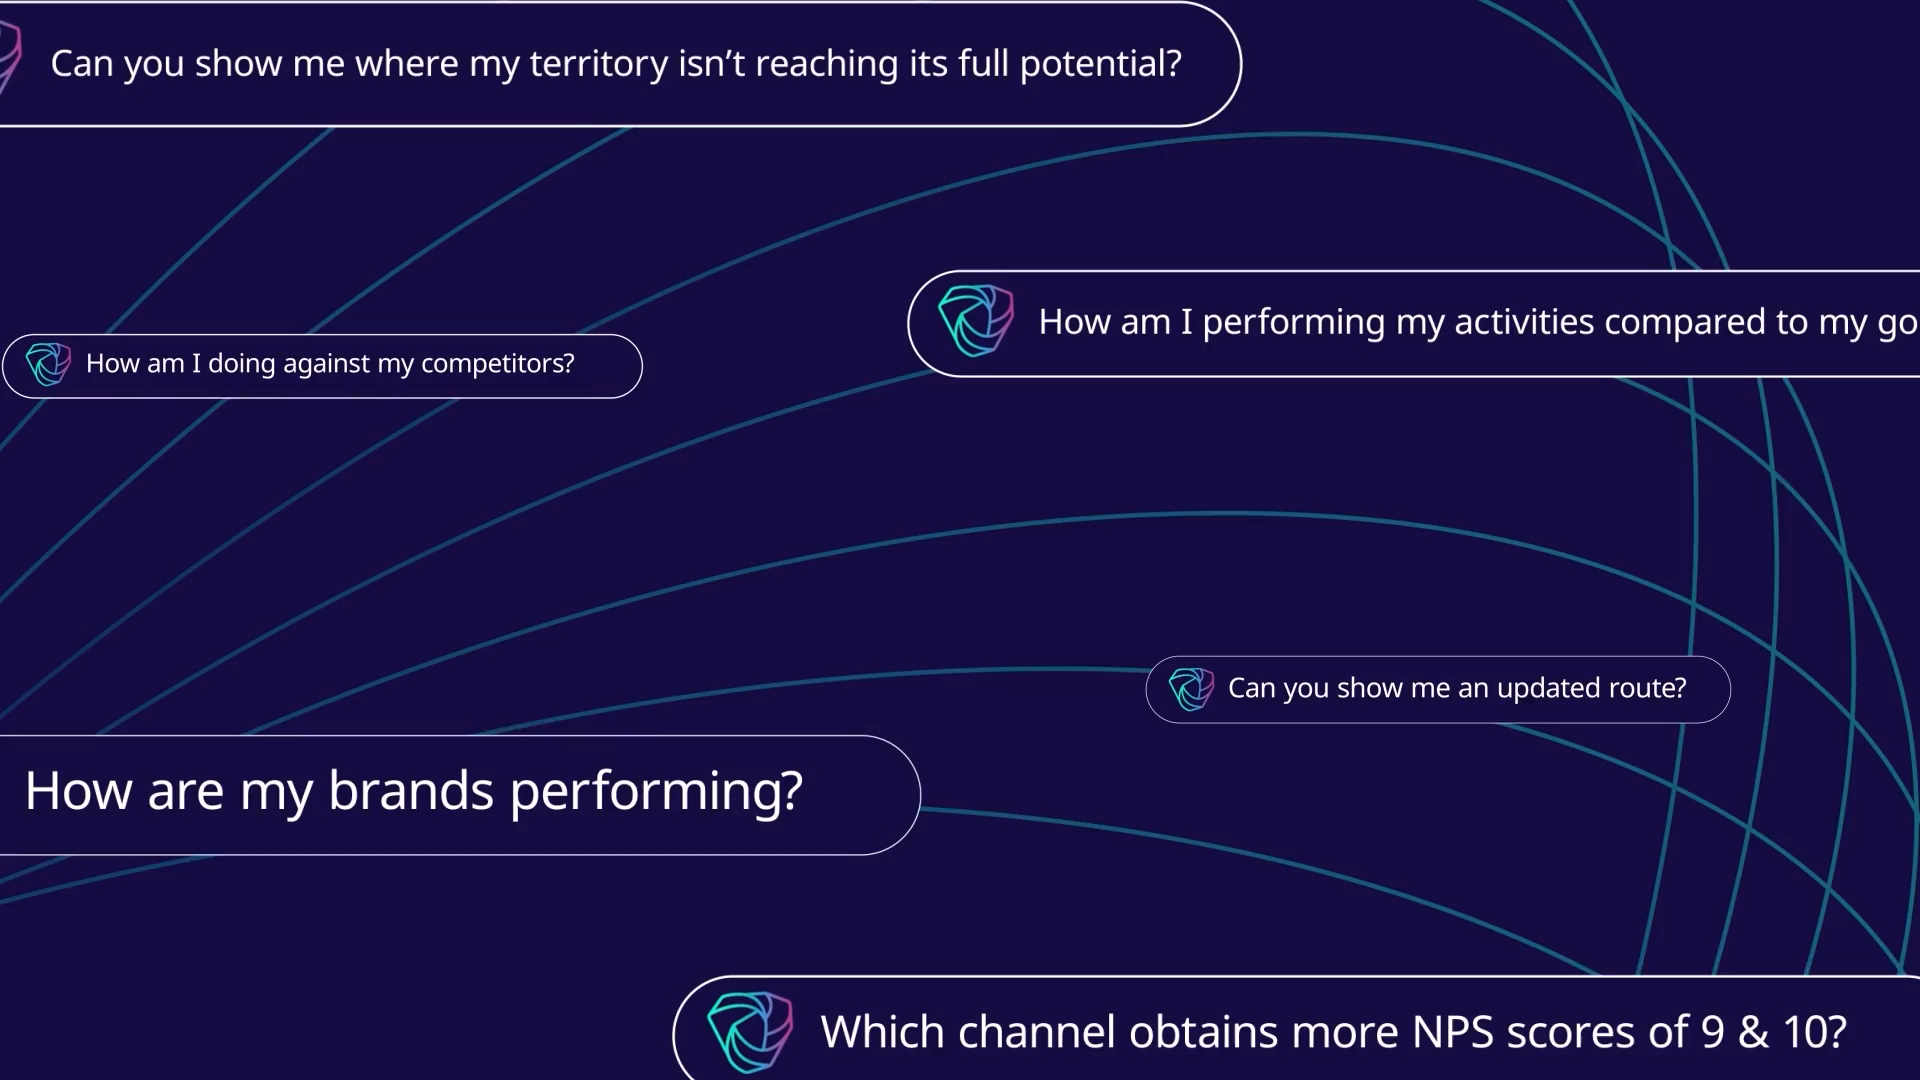 Can you show me where my territory isn’t reaching its full potential?
How am I performing my activities compared to my go
How am I doing against my competitors?
Can you show me an updated route?
How are my brands performing?
Which channel obtains more NPS scores of 9 & 10?